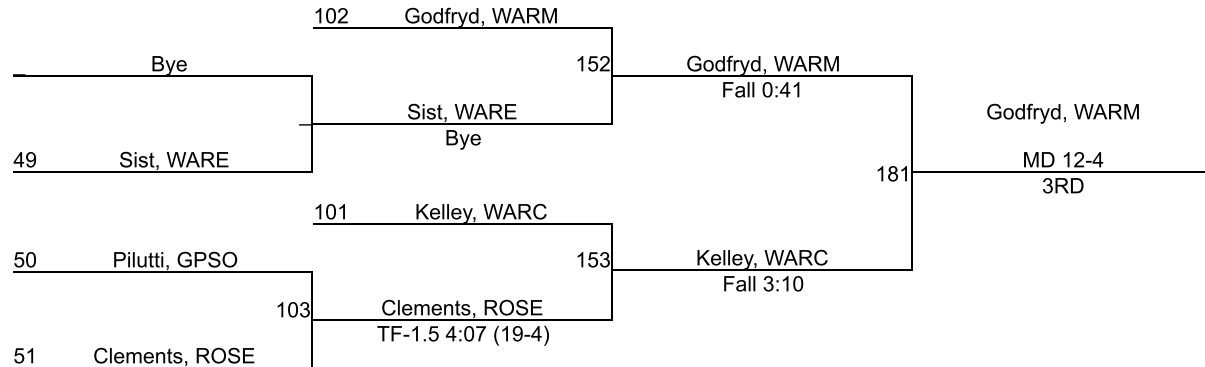 102 Godfryd, WARM
Bye
152 Godfryd, WARM
Fall 0:41
Sist, WARE
Bye
Godfryd, WARM
49 Sist, WARE
181 MD 12-4
3RD
101 Kelley, WARC
50 Pilutti, GPSO
153 Kelley, WARC
Fall 3:10
103 Clements, ROSE
TF-1.5 4:07 (19-4)
51 Clements, ROSE